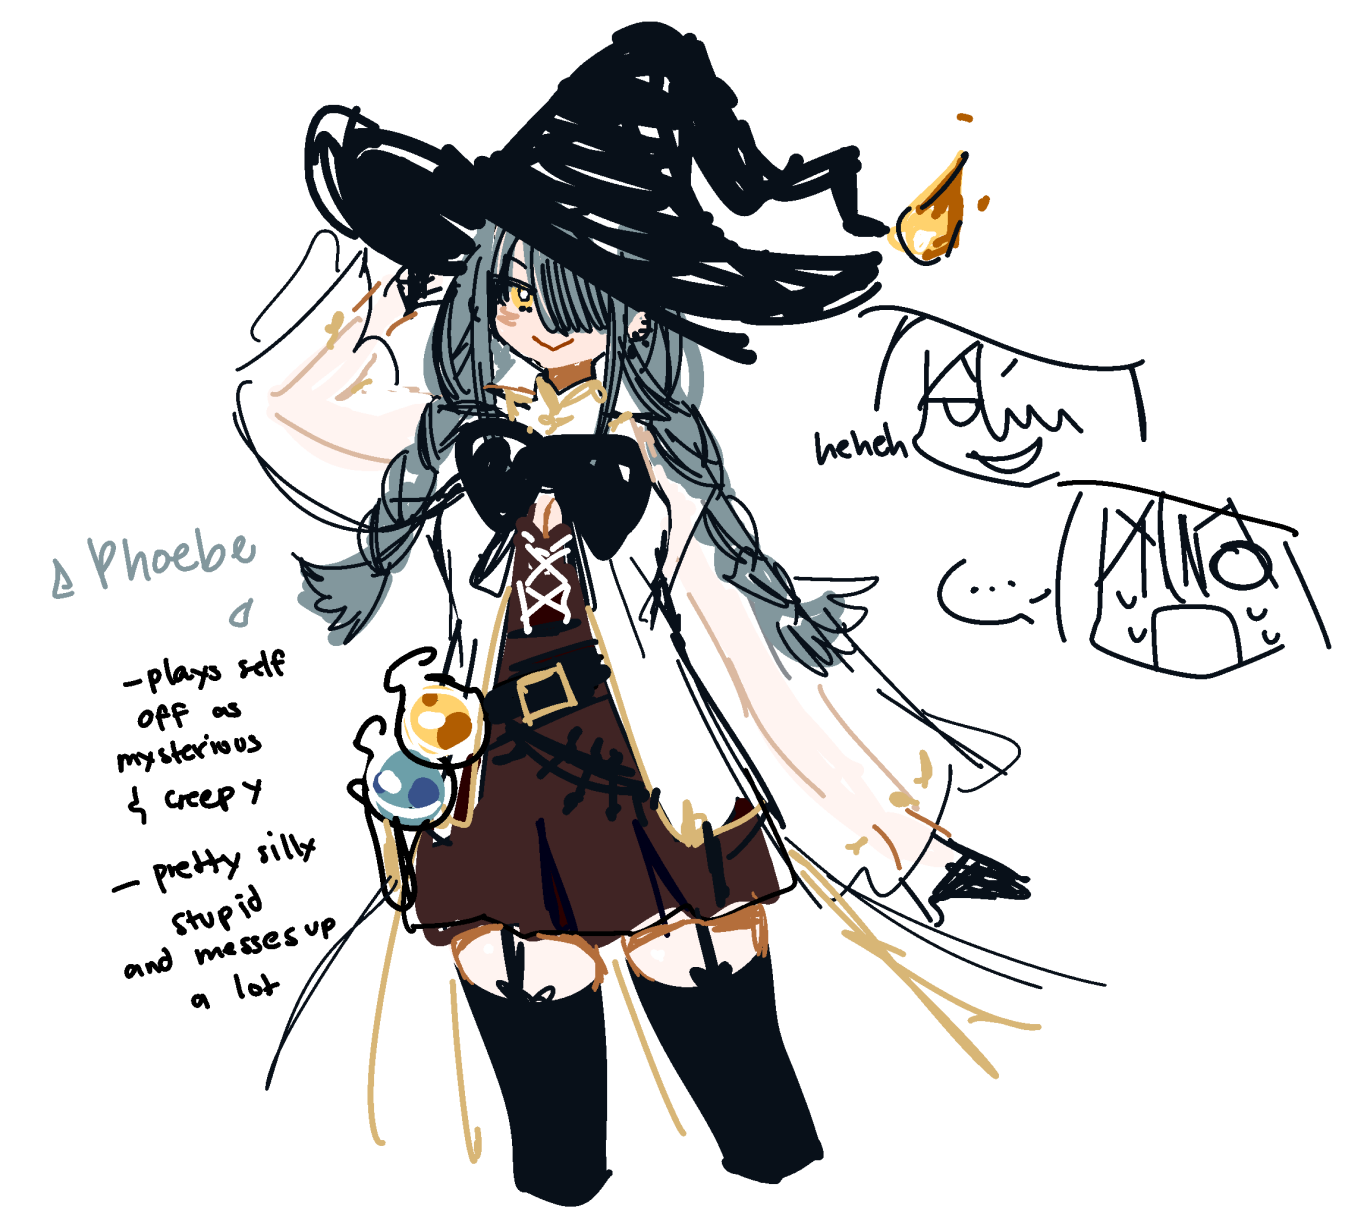 Phoebe
- plays self
off as
mysterious
& creepy
- pretty silly
stupid
and messes up
a lot
heheh
...